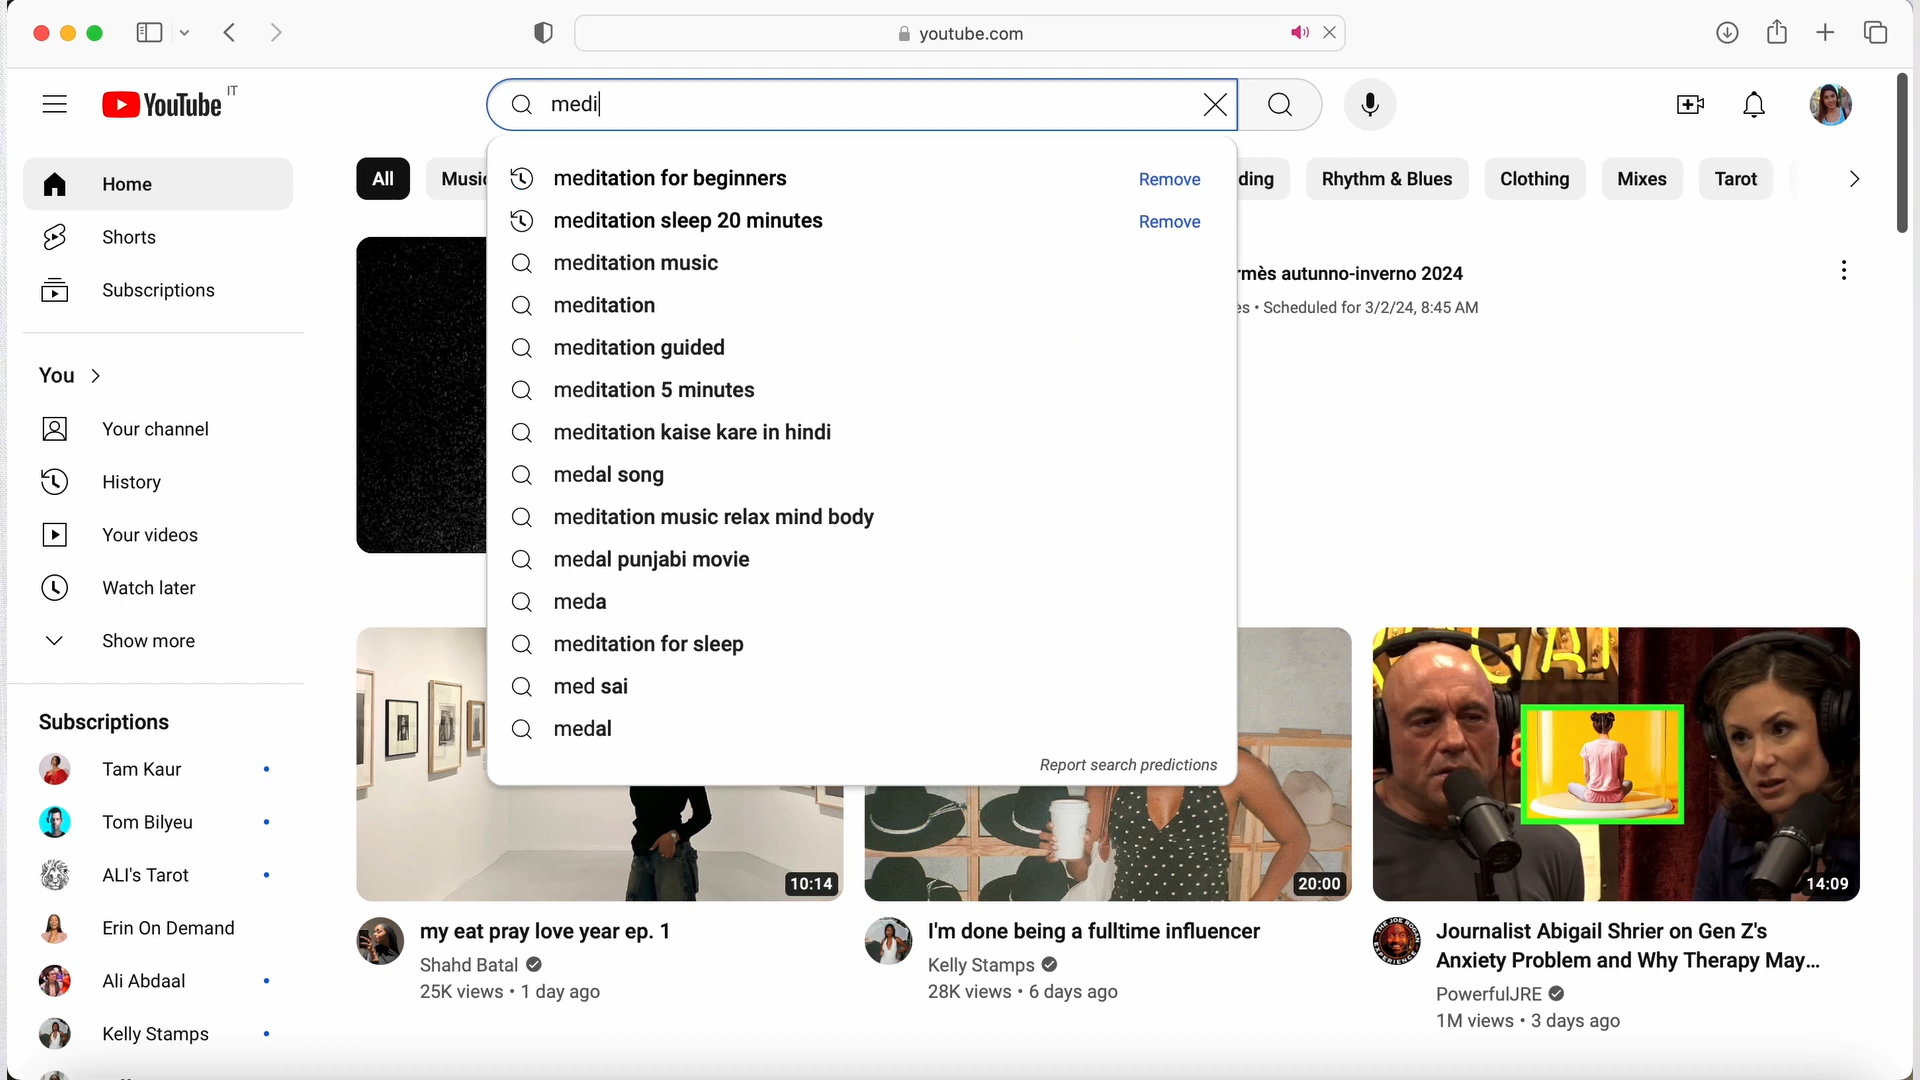 youtube.com
YouTube IT
medi
Home
Shorts
Subscriptions
You
Your channel
History
Your videos
Watch later
Show more
Subscriptions
Tam Kaur
Tom Bilyeu
ALI's Tarot
Erin On Demand
Ali Abdaal
Kelly Stamps
All
Music
ding
Rhythm & Blues
Clothing
Mixes
Tarot
meditation for beginners Remove
meditation sleep 20 minutes Remove
meditation music
meditation
meditation guided
meditation 5 minutes
meditation kaise kare in hindi
medal song
meditation music relax mind body
medal punjabi movie
meda
meditation for sleep
med sai
medal
Report search predictions
rmès autunno-inverno 2024
es • Scheduled for 3/2/24, 8:45 AM
10:14
my eat pray love year ep. 1
Shahd Batal
25K views • 1 day ago
20:00
I'm done being a fulltime influencer
Kelly Stamps
28K views • 6 days ago
14:09
THE JOE ROGAN
EXPERIENCE
Journalist Abigail Shrier on Gen Z's
Anxiety Problem and Why Therapy May...
PowerfulJRE
1M views • 3 days ago